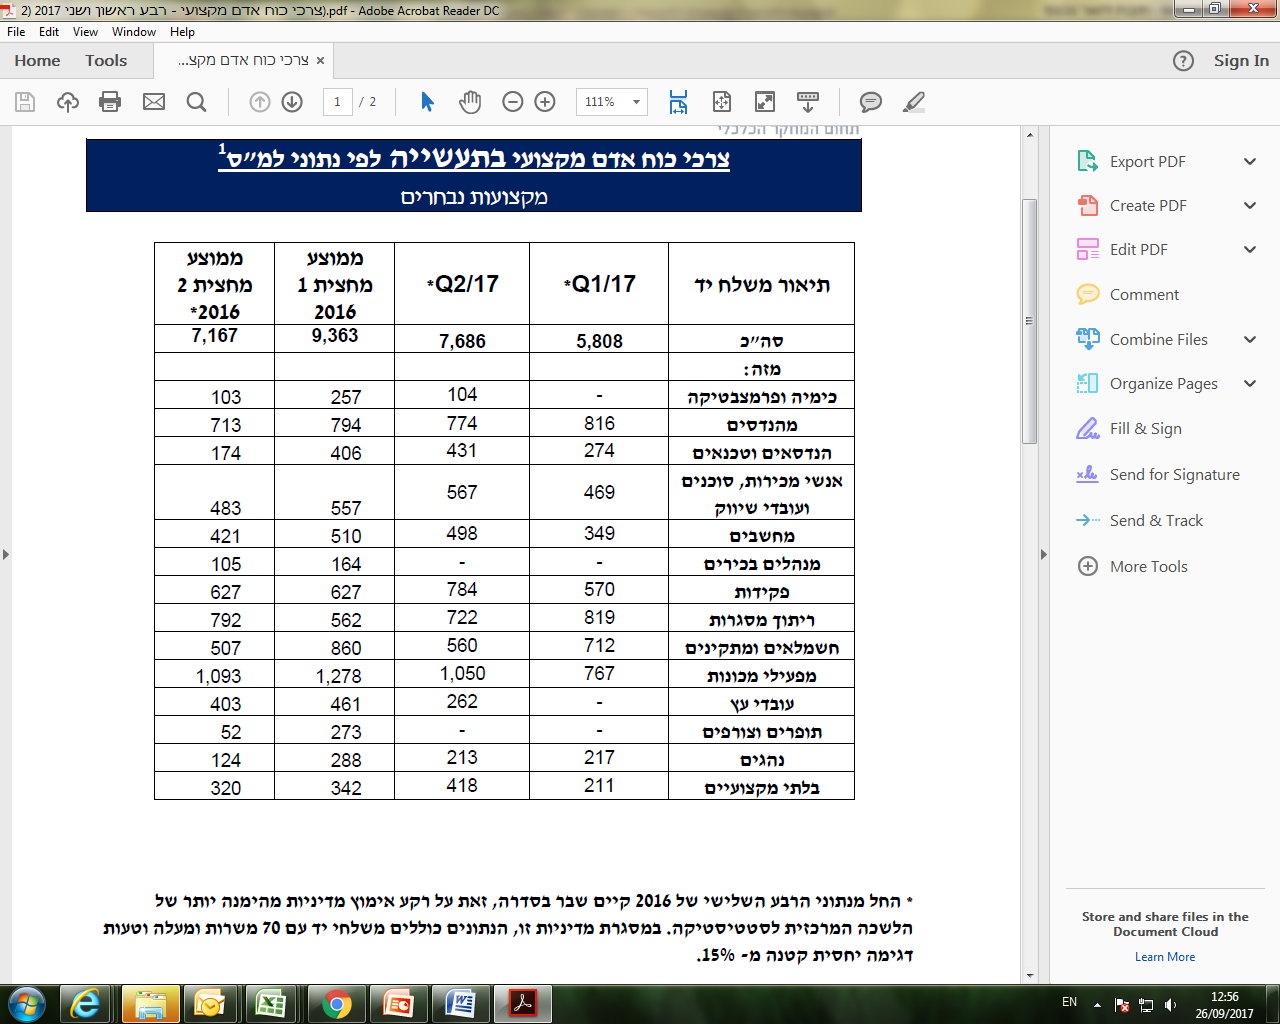 2) צרכי כוח אדם מקצועי - רבע ראשון ושני 2017).pdf - Adobe Acrobat Reader DC
File Edit View Window Help
Home Tools צרכי כוח אדם מקצ... × Sign In
1 / 2 111%
תחום המחקר הכלכלי
צרכי כוח אדם מקצועי בתעשייה לפי נתוני למ״ס1
מקצועות נבחרים
תיאור משלח יד Q1/17* Q2/17* ממוצע מחצית 1 2016 ממוצע מחצית 2 2016*
סה״כ 5,808 7,686 9,363 7,167
מזה:
כימיה ופרמצבטיקה - 104 257 103
מהנדסים 816 774 794 713
הנדסאים וטכנאים 274 431 406 174
אנשי מכירות, סוכנים ועובדי שיווק 469 567 557 483
מחשבים 349 498 510 421
מנהלים בכירים - - 164 105
פקידות 570 784 627 627
ריתוך מסגרות 819 722 562 792
חשמלאים ומתקינים 712 560 860 507
מפעילי מכונות 767 1,050 1,278 1,093
עובדי עץ - 262 461 403
תופרים וצורפים - - 273 52
נהגים 217 213 288 124
בלתי מקצועיים 211 418 342 320
* החל מנתוני הרבע השלישי של 2016 קיים שבר בסדרה, זאת על רקע אימוץ מדיניות מהימנה יותר של
הלשכה המרכזית לסטטיסטיקה. במסגרת מדיניות זו, הנתונים כוללים משלחי יד עם 70 משרות ומעלה וטעות
דגימה יחסית קטנה מ- 15%.
Export PDF
Create PDF
Edit PDF
Comment
Combine Files
Organize Pages
Fill & Sign
Send for Signature
Send & Track
More Tools
Store and share files in the
Document Cloud
Learn More
EN 12:56
26/09/2017